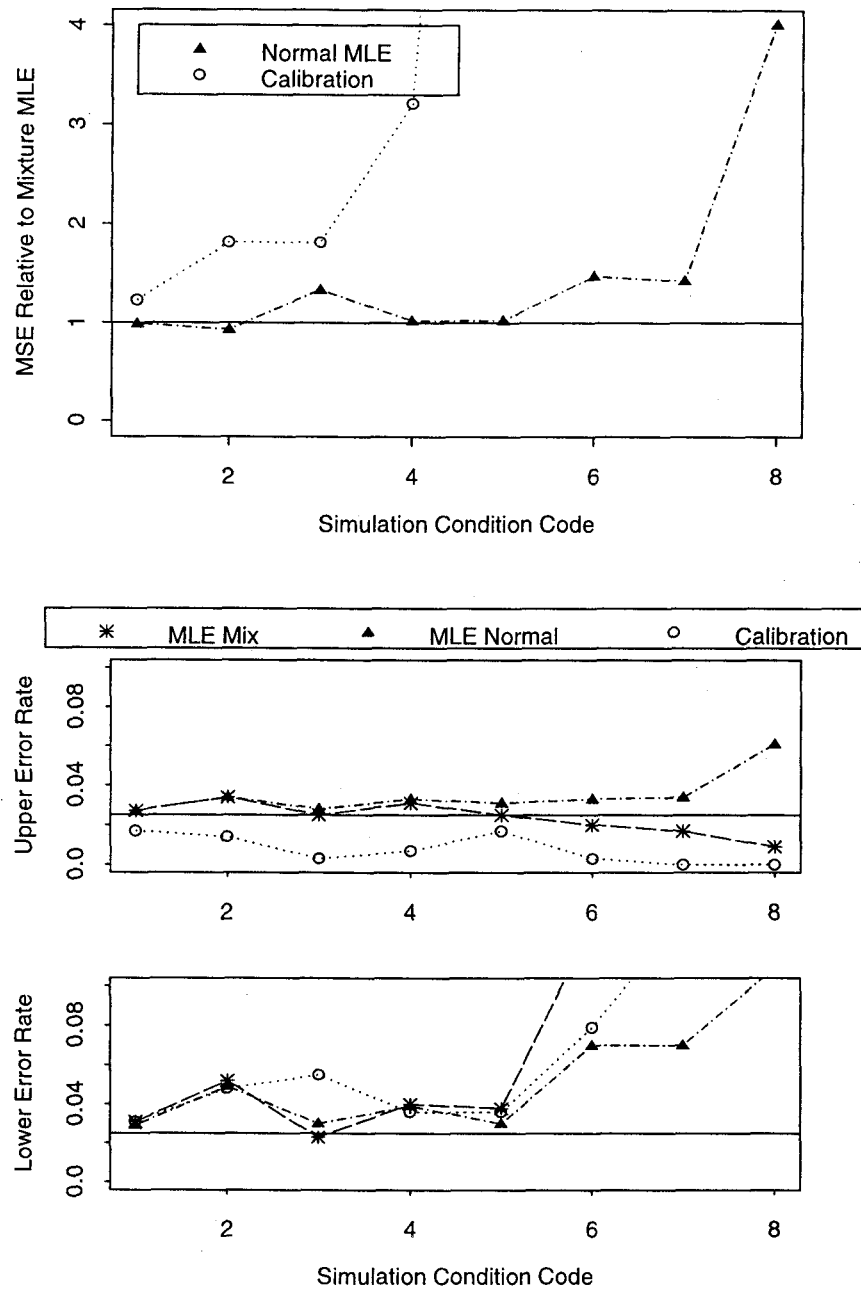 MSE Relative to Mixture MLE
4
3
2
1
0
Normal MLE
Calibration
2 4 6 8
Simulation Condition Code
MLE Mix MLE Normal Calibration
Upper Error Rate
0.08
0.04
0.0
2 4 6 8
Lower Error Rate
0.08
0.04
0.0
2 4 6 8
Simulation Condition Code